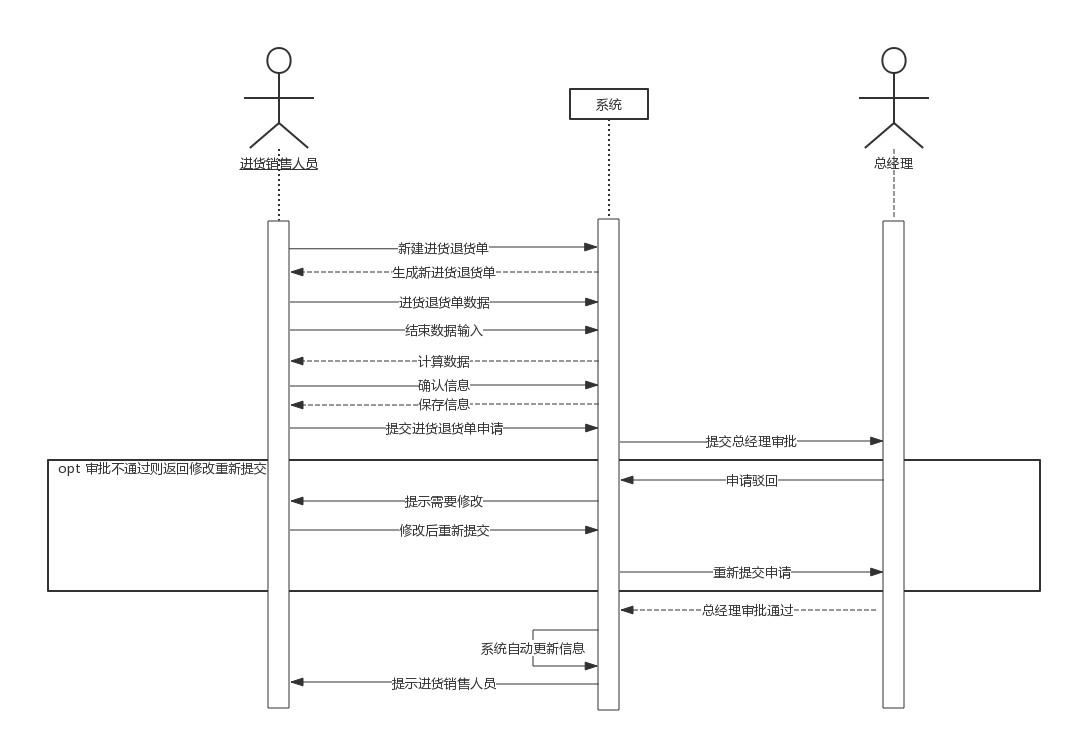 系统
进货销售人员
总经理
新建进货退货单
生成新进货退货单
进货退货单数据
结束数据输入
计算数据
确认信息
保存信息
提交进货退货单申请
提交总经理审批
opt 审批不通过则返回修改重新提交
申请驳回
提示需要修改
修改后重新提交
重新提交申请
总经理审批通过
系统自动更新信息
提示进货销售人员